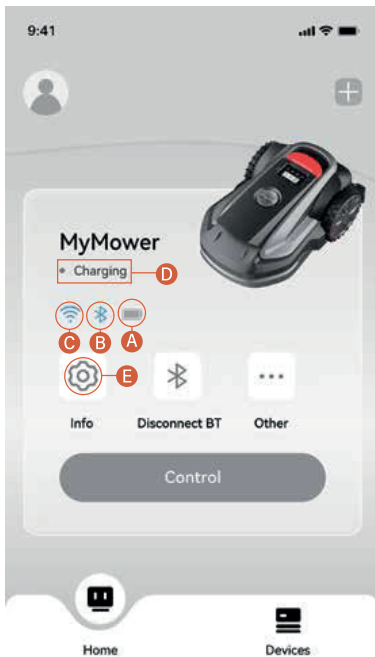 9:41
MyMower
Charging D
C B A
E
Info Disconnect BT Other
Control
Home Devices